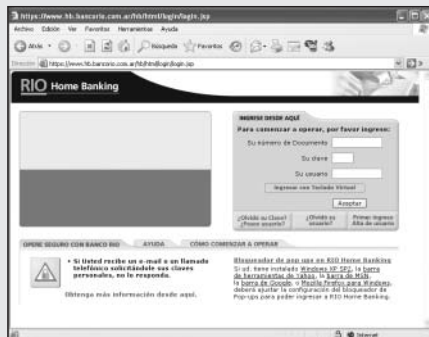 https://www.hb.bancorio.com.ar/hb/html/login/login.jsp
Archivo Edición Ver Favoritos Herramientas Ayuda
Atrás Búsqueda Favoritos
Dirección https://www.hb.bancorio.com.ar/hb/html/login/login.jsp
RIO Home Banking
INGRESE DESDE AQUÍ
Para comenzar a operar, por favor ingrese:
Su número de Documento
Su clave
Su usuario
Ingresar con Teclado Virtual
Aceptar
¿Olvidó su Clave? ¿Olvidó su Primer ingreso
¿Posee usuario? usuario? Alta de usuario
OPERE SEGURO CON BANCO RIO AYUDA CÓMO COMENZAR A OPERAR
• Si Usted recibe un e-mail o un llamado
telefónico solicitándole sus claves
personales, no lo responda.
Obtenga más información desde aquí.
Bloqueador de pop ups en RIO Home Banking
Si ud. tiene instalado Windows XP SP2, la barra
de herramientas de Yahoo, la barra de MSN,
la barra de Google, o Mozilla Firefox para Windows,
deberá ajustar la configuración del bloqueador de
Pop-ups para poder ingresar a RIO Home Banking.
Internet